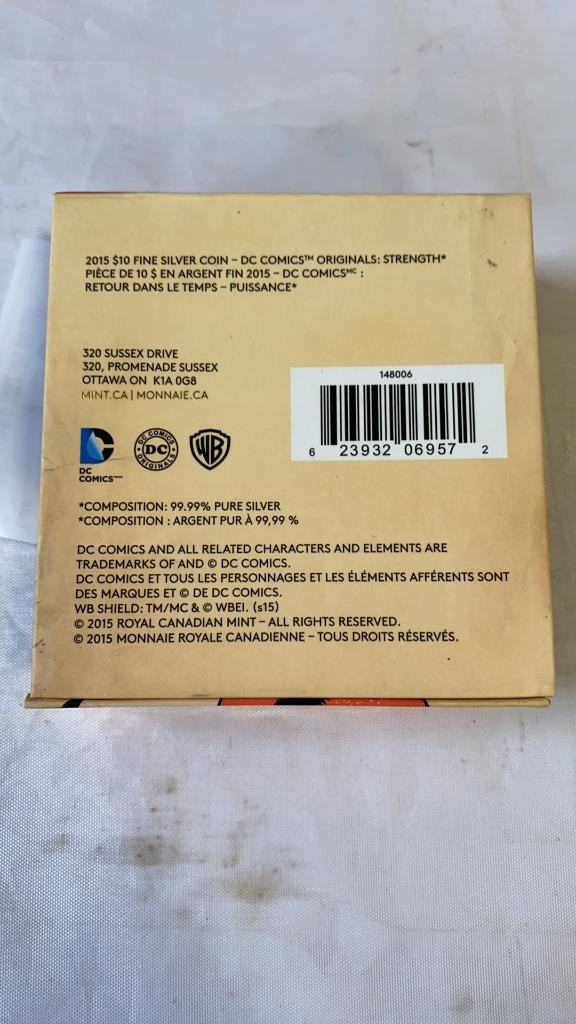 2015 $10 FINE SILVER COIN – DC COMICS™ ORIGINALS: STRENGTH*
PIÈCE DE 10 $ EN ARGENT FIN 2015 – DC COMICSᴹᶜ :
RETOUR DANS LE TEMPS – PUISSANCE*
320 SUSSEX DRIVE
320, PROMENADE SUSSEX
OTTAWA ON K1A 0G8
MINT.CA | MONNAIE.CA
148006
6 23932 06957 2
DC
COMICS
DC COMICS
DC
ORIGINALS
WB
*COMPOSITION: 99.99% PURE SILVER
*COMPOSITION : ARGENT PUR À 99,99 %
DC COMICS AND ALL RELATED CHARACTERS AND ELEMENTS ARE
TRADEMARKS OF AND © DC COMICS.
DC COMICS ET TOUS LES PERSONNAGES ET LES ÉLÉMENTS AFFÉRENTS SONT
DES MARQUES ET © DE DC COMICS.
WB SHIELD: TM/MC & © WBEI. (s15)
© 2015 ROYAL CANADIAN MINT – ALL RIGHTS RESERVED.
© 2015 MONNAIE ROYALE CANADIENNE – TOUS DROITS RÉSERVÉS.